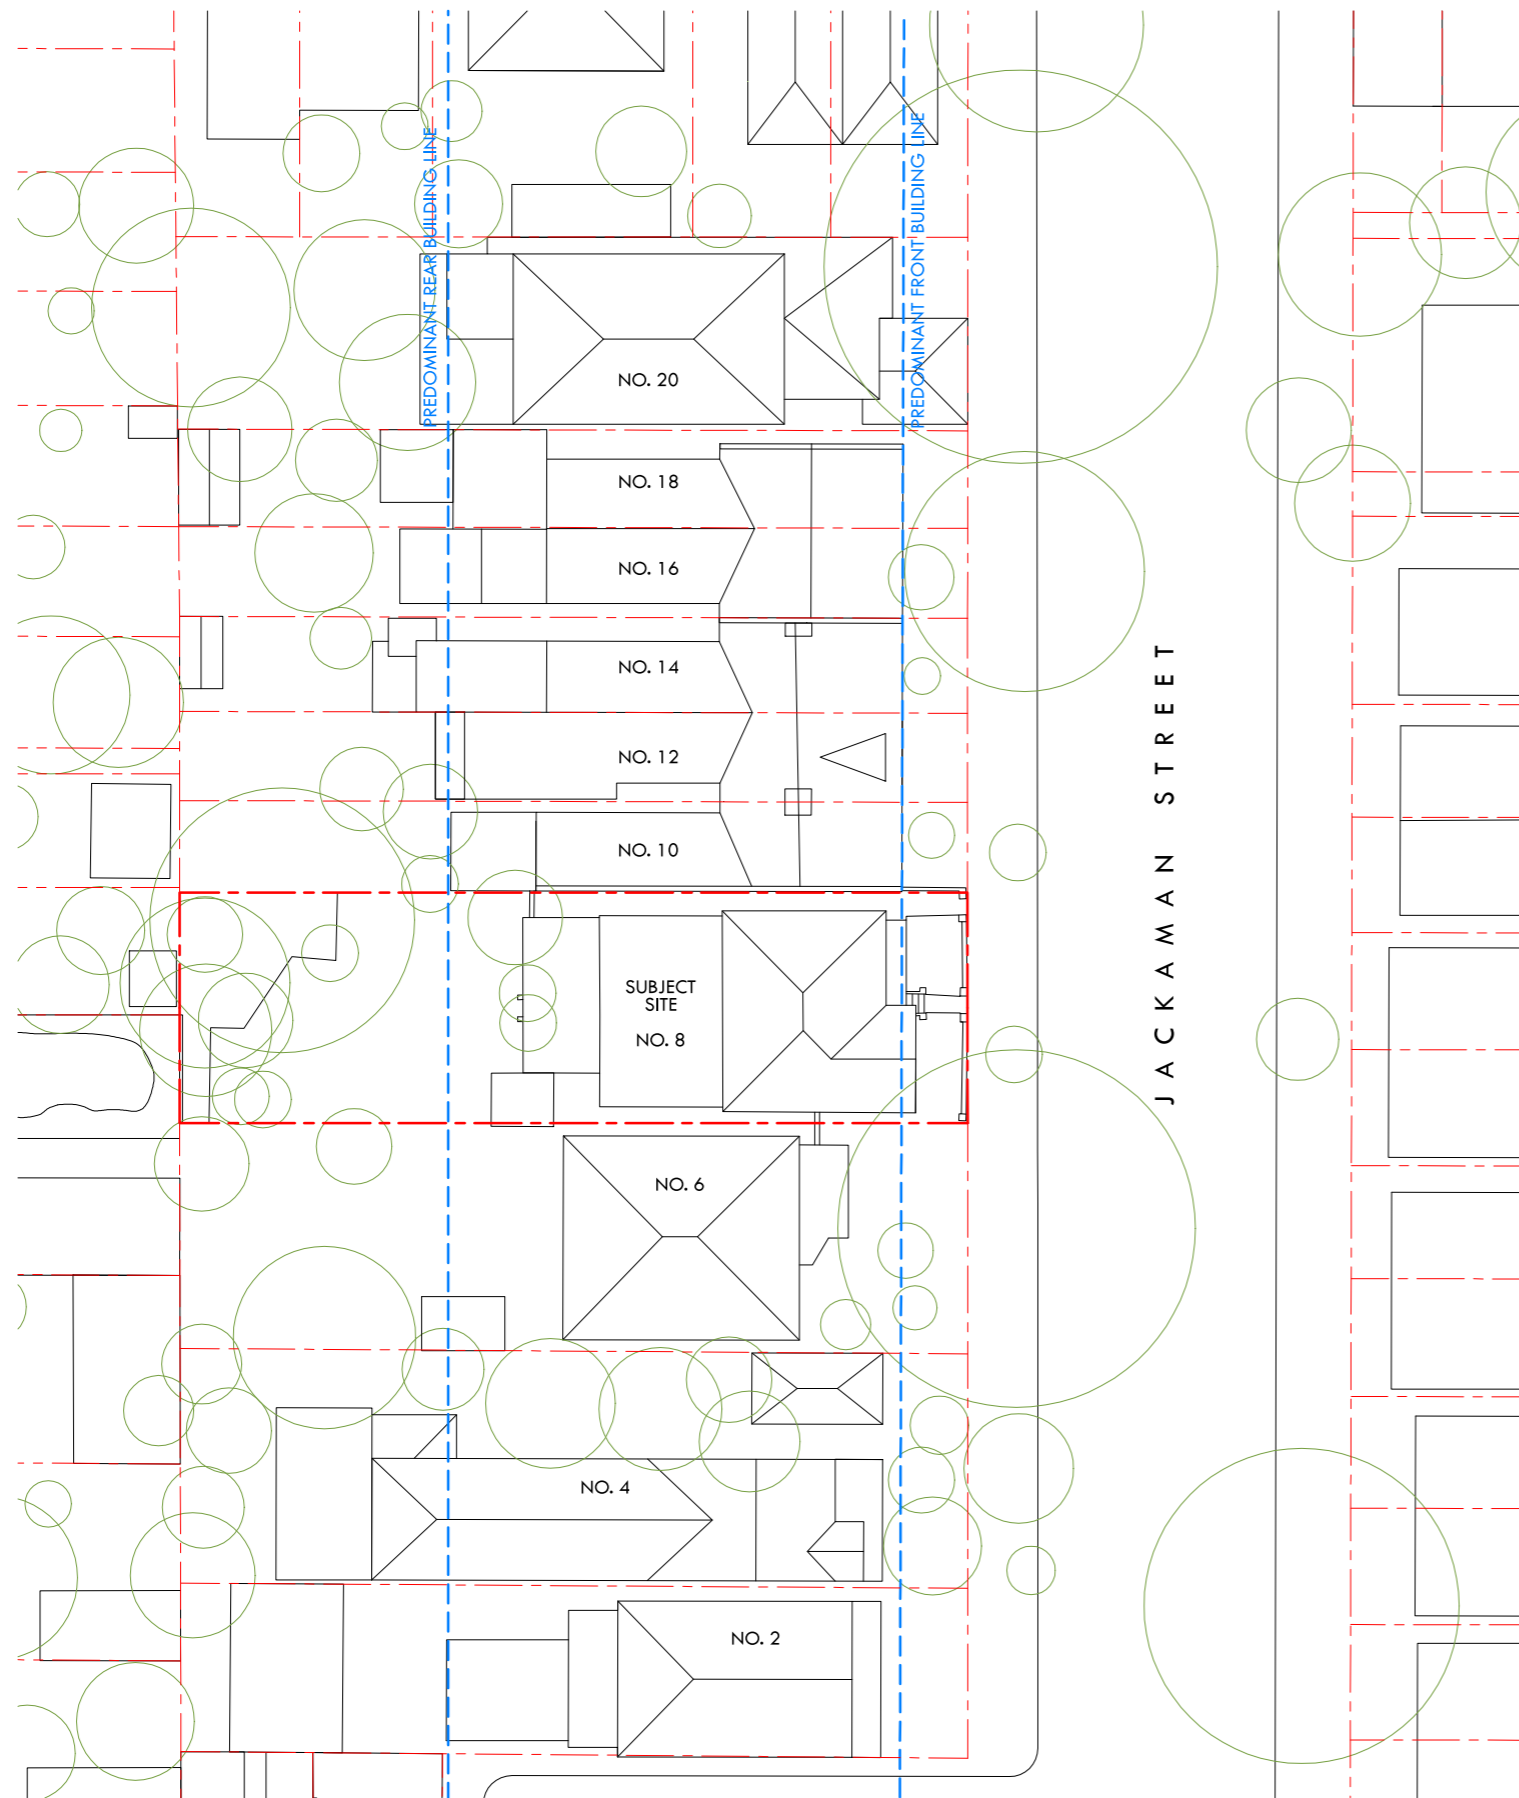 PREDOMINANT REAR BUILDING LINE
PREDOMINANT FRONT BUILDING LINE
NO. 20
NO. 18
NO. 16
NO. 14
NO. 12
NO. 10
SUBJECT
SITE
NO. 8
JACKAMAN STREET
NO. 6
NO. 4
NO. 2